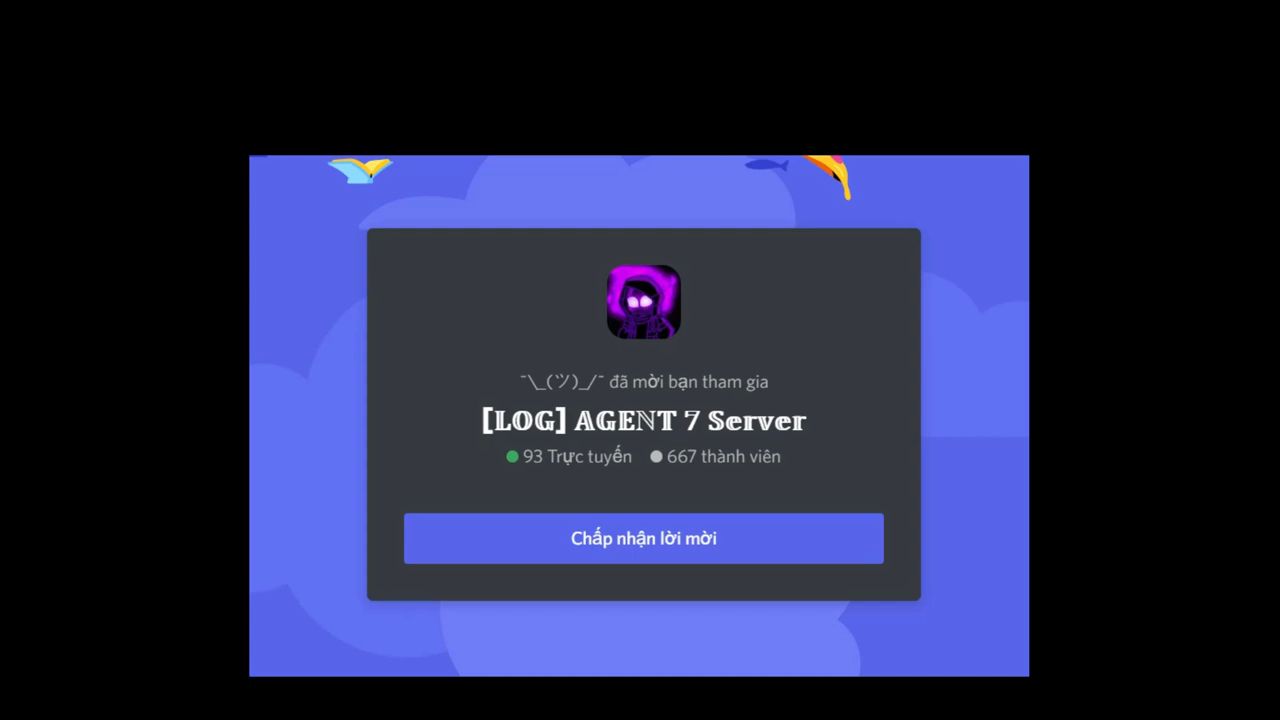 ¯\_(ツ)_/¯ đã mời bạn tham gia
[LOG] AGENT 7 Server
93 Trực tuyến 667 thành viên
Chấp nhận lời mời